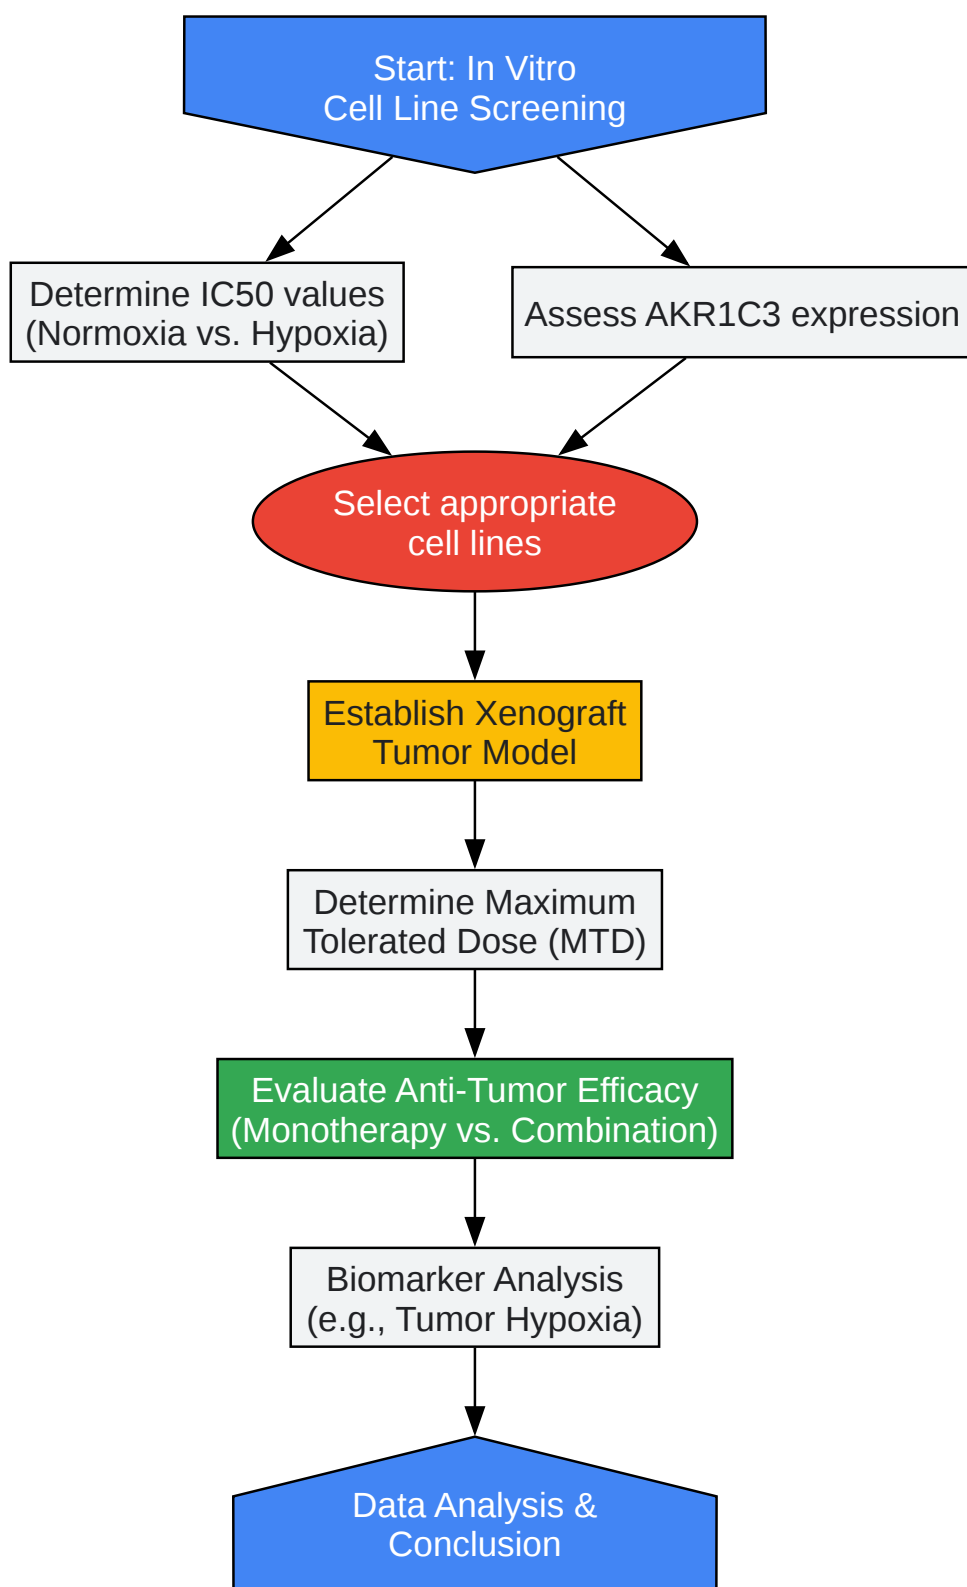 Start: In Vitro
Cell Line Screening
Determine IC50 values
(Normoxia vs. Hypoxia)
Assess AKR1C3 expression
Select appropriate
cell lines
Establish Xenograft
Tumor Model
Determine Maximum
Tolerated Dose (MTD)
Evaluate Anti-Tumor Efficacy
(Monotherapy vs. Combination)
Biomarker Analysis
(e.g., Tumor Hypoxia)
Data Analysis &
Conclusion